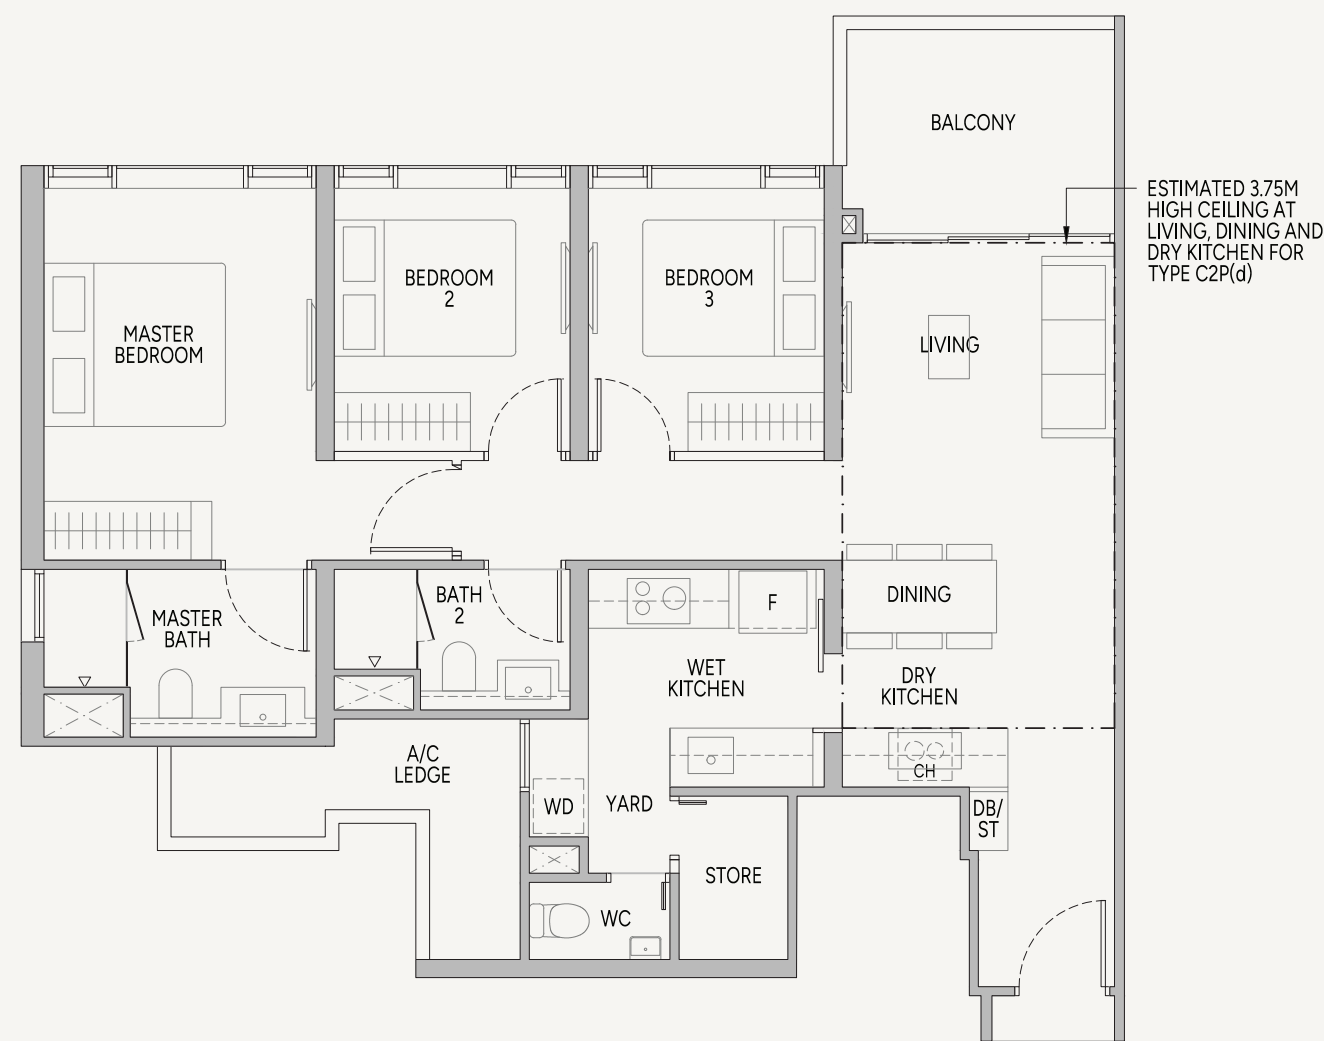 BALCONY
ESTIMATED 3.75M
HIGH CEILING AT
LIVING, DINING AND
DRY KITCHEN FOR
TYPE C2P(d)
MASTER
BEDROOM
BEDROOM
2
BEDROOM
3
LIVING
MASTER
BATH
BATH
2
F
DINING
WET
KITCHEN
DRY
KITCHEN
A/C
LEDGE
WD
YARD
CH
DB/
ST
STORE
WC